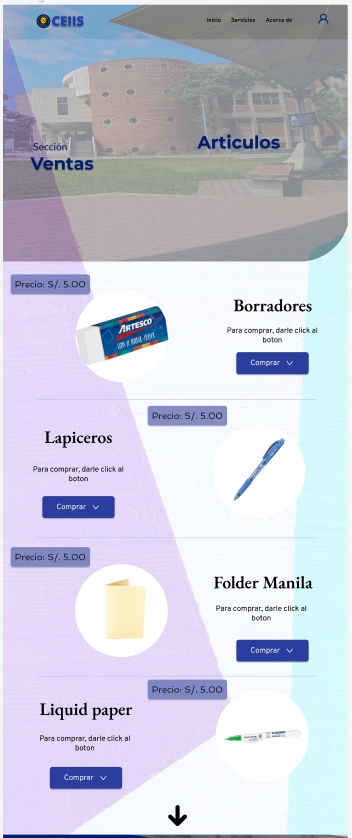 CEIIS
Inicio Servicios Acerca de
Sección
Ventas
Articulos
Precio: S/. 5.00
ARTESCO
Borradores
Para comprar, darle click al
boton
Comprar
Precio: S/. 5.00
Lapiceros
Para comprar, darle click al
boton
Comprar
Precio: S/. 5.00
Folder Manila
Para comprar, darle click al
boton
Comprar
Precio: S/. 5.00
Liquid paper
Para comprar, darle click al
boton
Comprar